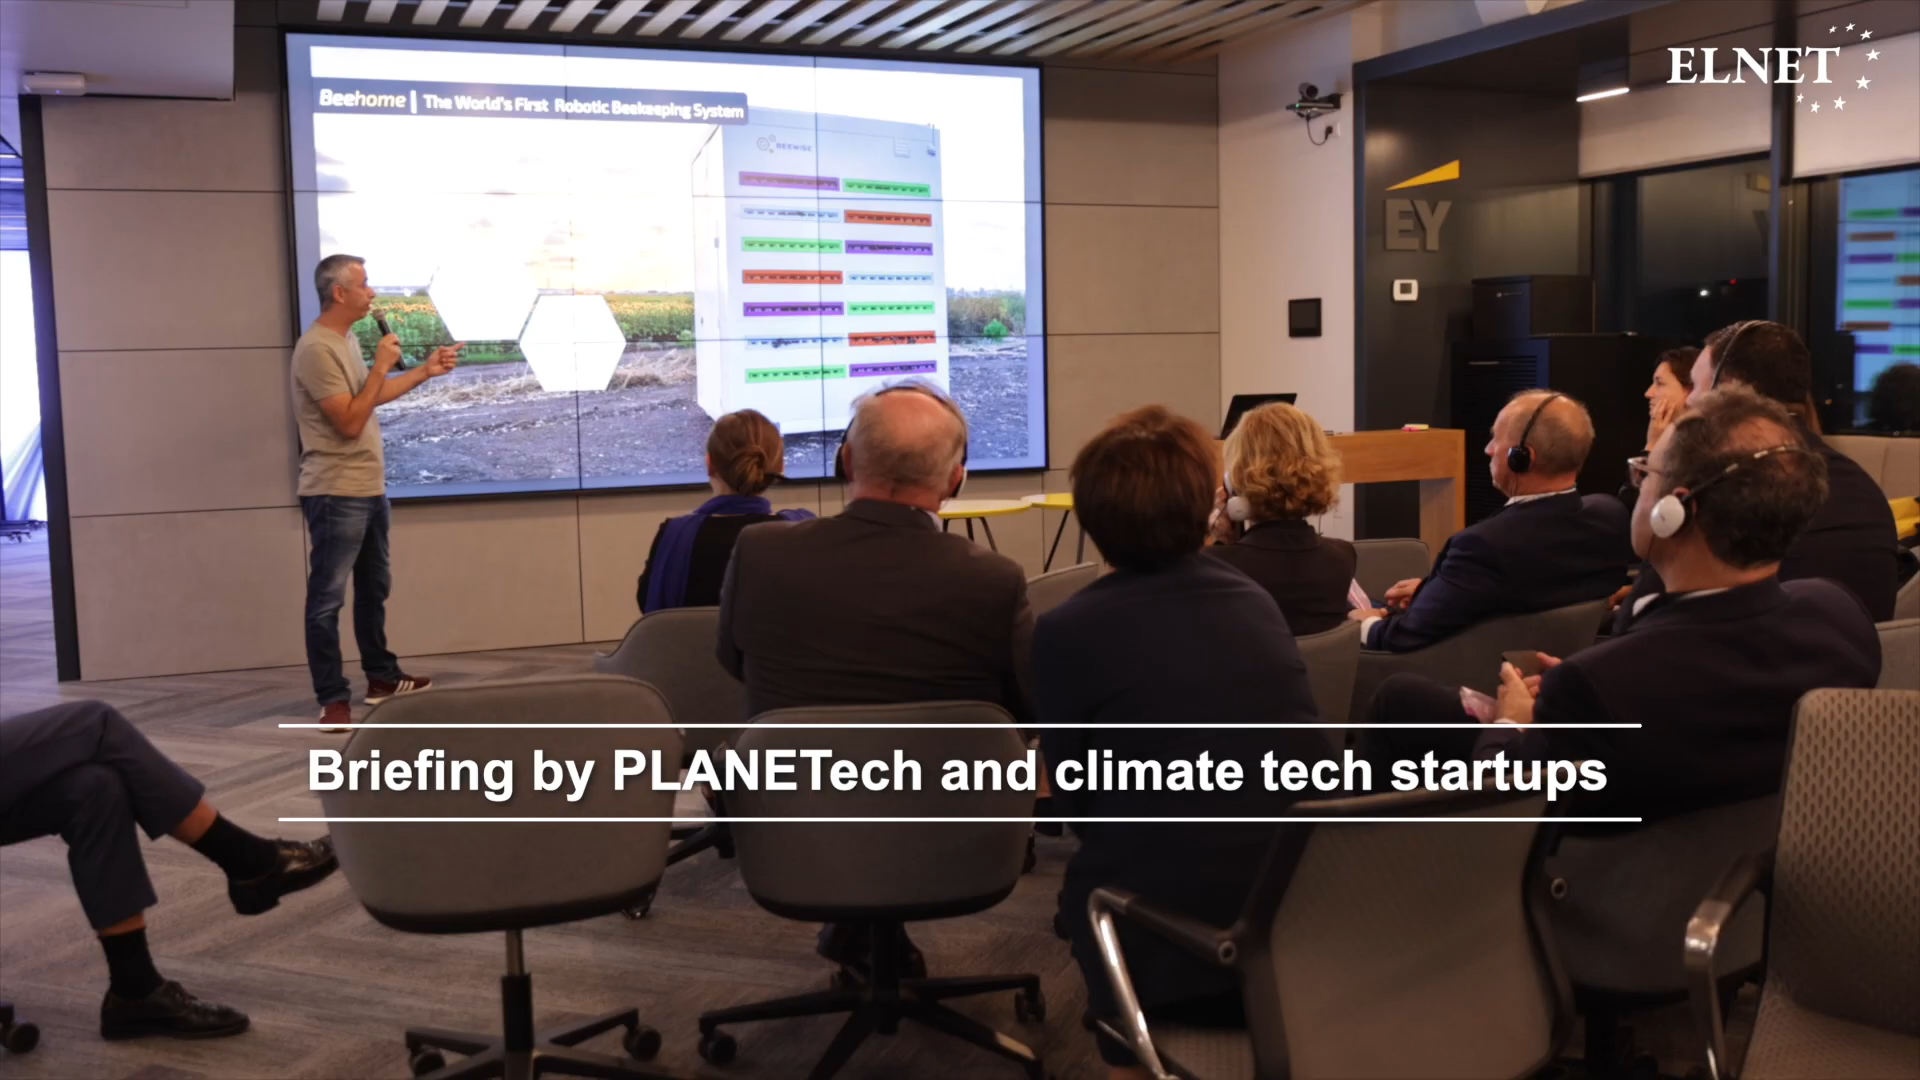 ELNET
Beehome | The World's First Robotic Beekeeping System
BEEWISE
EY
Briefing by PLANETech and climate tech startups